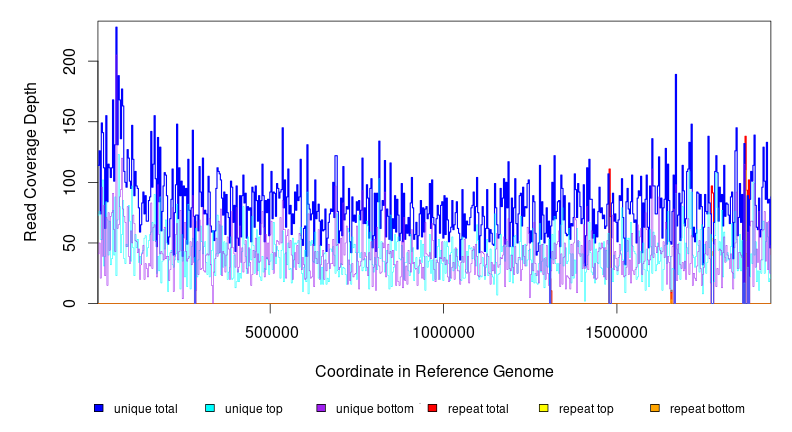 Read Coverage Depth
200
150
100
50
0
500000 1000000 1500000
Coordinate in Reference Genome
unique total unique top unique bottom repeat total repeat top repeat bottom